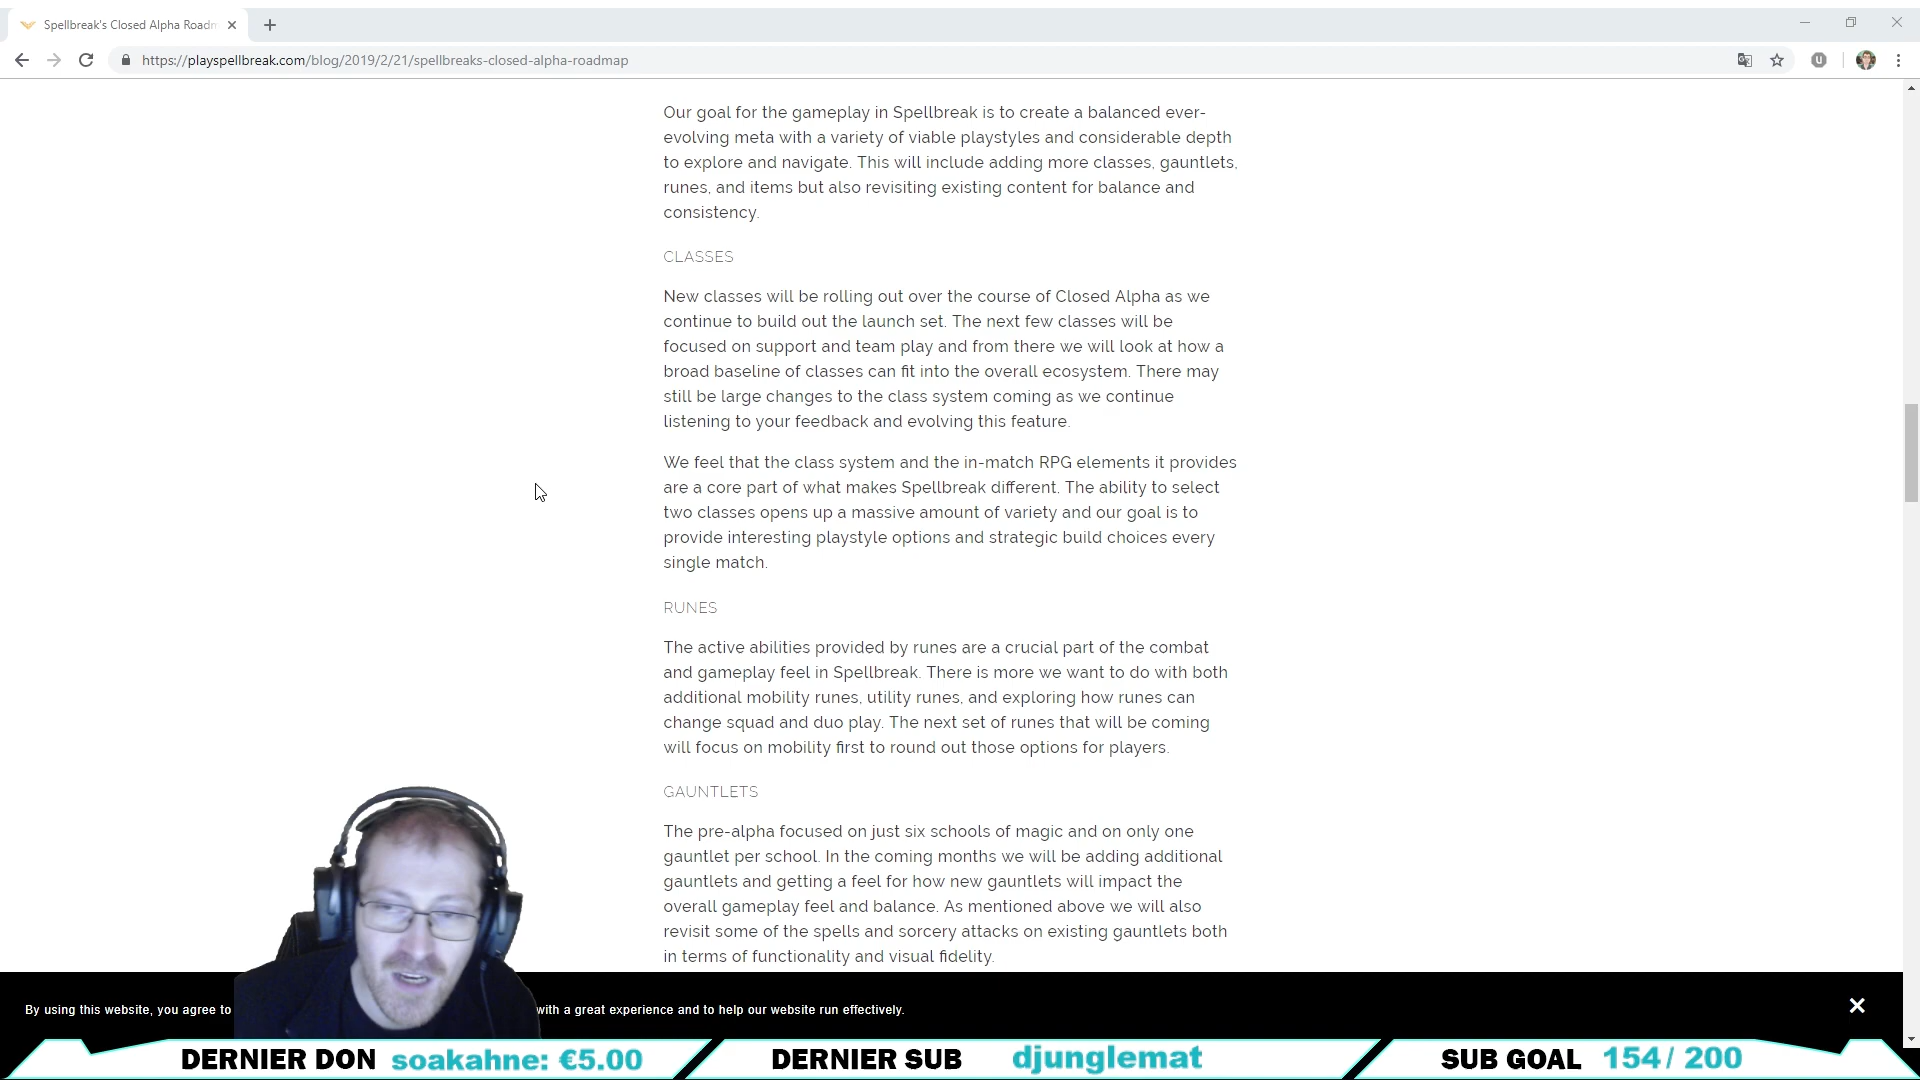 Spellbreak's Closed Alpha Roadm
https://playspellbreak.com/blog/2019/2/21/spellbreaks-closed-alpha-roadmap
Our goal for the gameplay in Spellbreak is to create a balanced ever-
evolving meta with a variety of viable playstyles and considerable depth
to explore and navigate. This will include adding more classes, gauntlets,
runes, and items but also revisiting existing content for balance and
consistency.
CLASSES
New classes will be rolling out over the course of Closed Alpha as we
continue to build out the launch set. The next few classes will be
focused on support and team play and from there we will look at how a
broad baseline of classes can fit into the overall ecosystem. There may
still be large changes to the class system coming as we continue
listening to your feedback and evolving this feature.
We feel that the class system and the in-match RPG elements it provides
are a core part of what makes Spellbreak different. The ability to select
two classes opens up a massive amount of variety and our goal is to
provide interesting playstyle options and strategic build choices every
single match.
RUNES
The active abilities provided by runes are a crucial part of the combat
and gameplay feel in Spellbreak. There is more we want to do with both
additional mobility runes, utility runes, and exploring how runes can
change squad and duo play. The next set of runes that will be coming
will focus on mobility first to round out those options for players.
GAUNTLETS
The pre-alpha focused on just six schools of magic and on only one
gauntlet per school. In the coming months we will be adding additional
gauntlets and getting a feel for how new gauntlets will impact the
overall gameplay feel and balance. As mentioned above we will also
revisit some of the spells and sorcery attacks on existing gauntlets both
in terms of functionality and visual fidelity.
By using this website, you agree to with a great experience and to help our website run effectively.
DERNIER DON soakahne: €5.00 DERNIER SUB djunglemat SUB GOAL 154 / 200